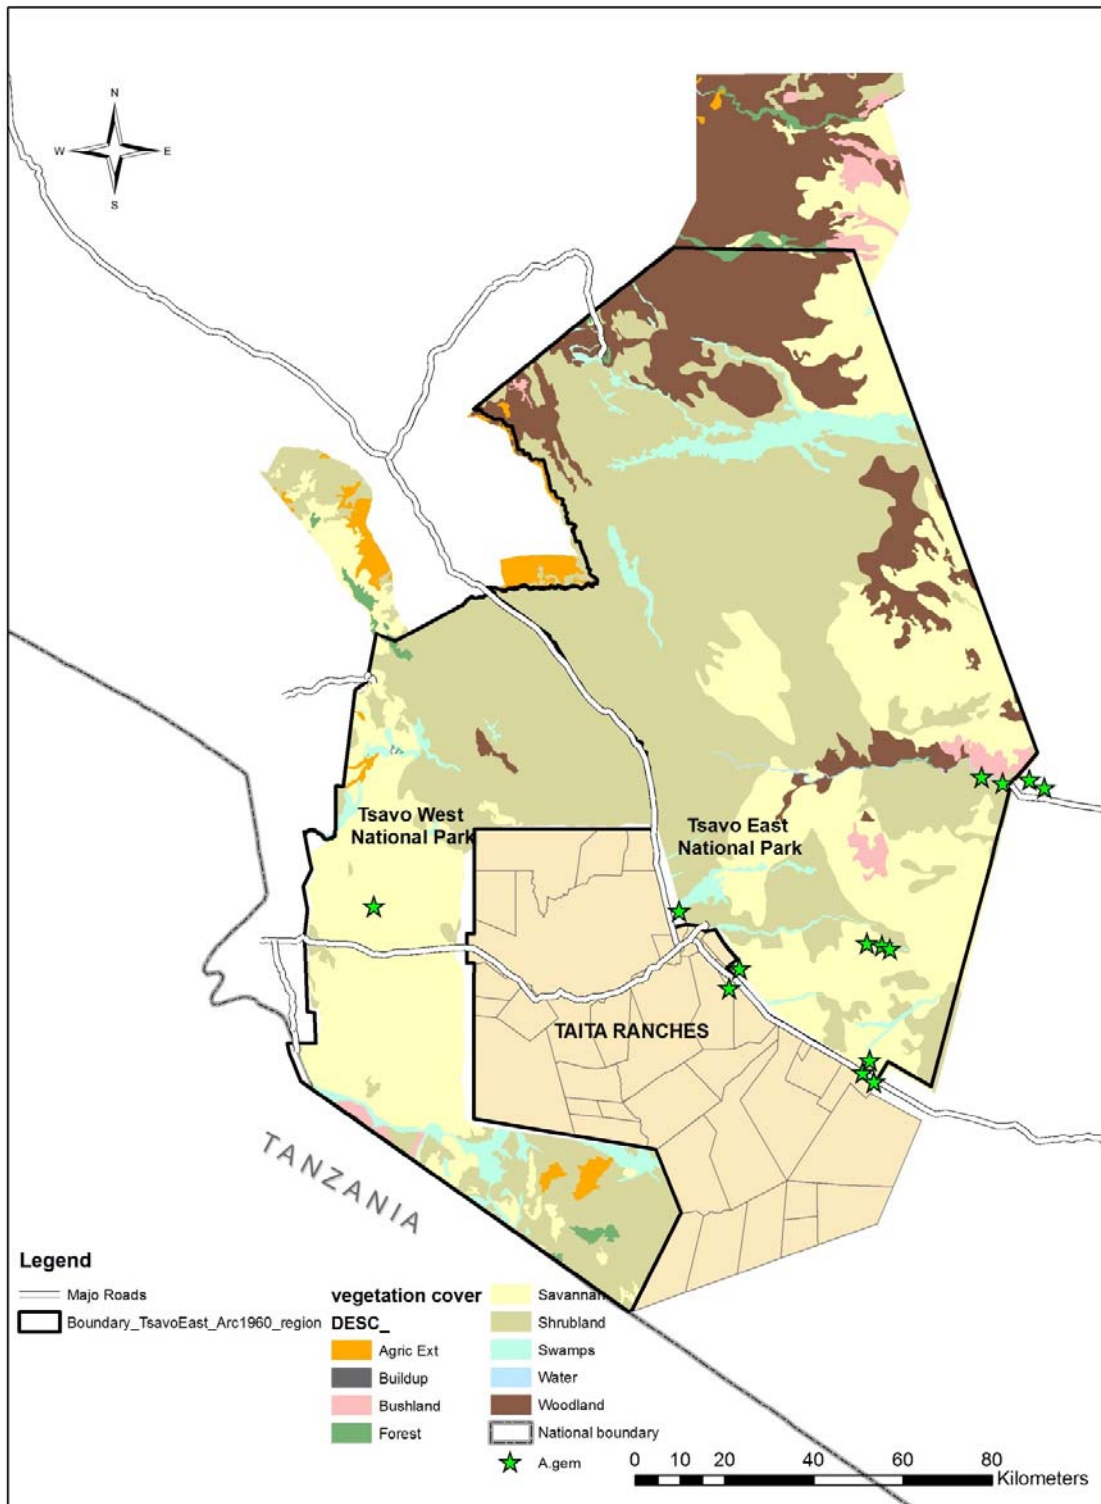 N
W E
S
Tsavo West
National Park
Tsavo East
National Park
TAITA RANCHES
TANZANIA
Legend
Majo Roads
Boundary_TsavoEast_Arc1960_region
vegetation cover
DESC_
Agric Ext
Buildup
Bushland
Forest
Savannah
Shrubland
Swamps
Water
Woodland
National boundary
A.gem
0 10 20 40 60 80
Kilometers